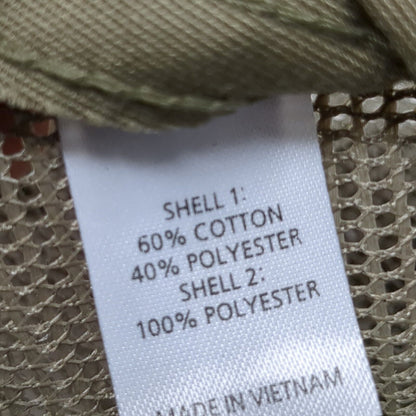 SHELL 1:
60% COTTON
40% POLYESTER
SHELL 2:
100% POLYESTER
MADE IN VIETNAM